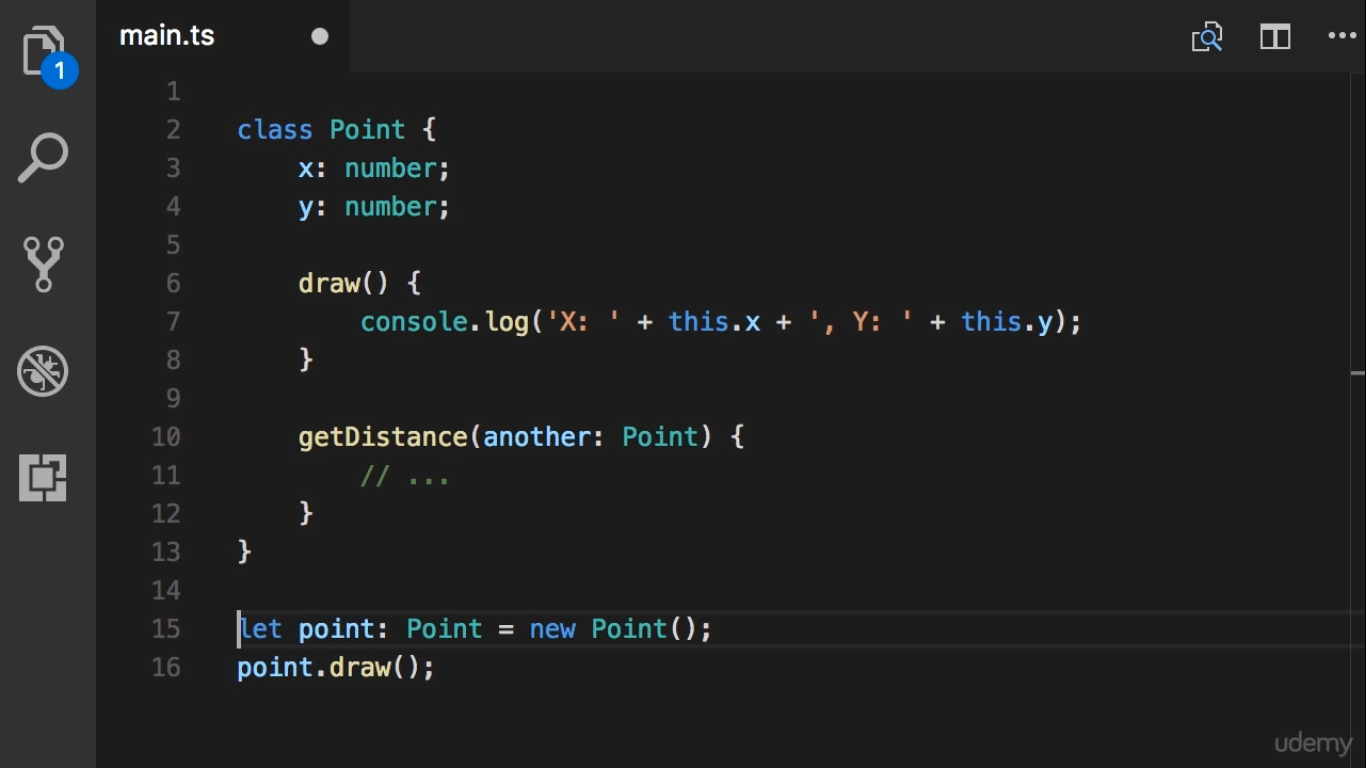 main.ts
1
1
2 class Point {
3 x: number;
4 y: number;
5
6 draw() {
7 console.log('X: ' + this.x + ', Y: ' + this.y);
8 }
9
10 getDistance(another: Point) {
11 // ...
12 }
13 }
14
15 let point: Point = new Point();
16 point.draw();
udemy